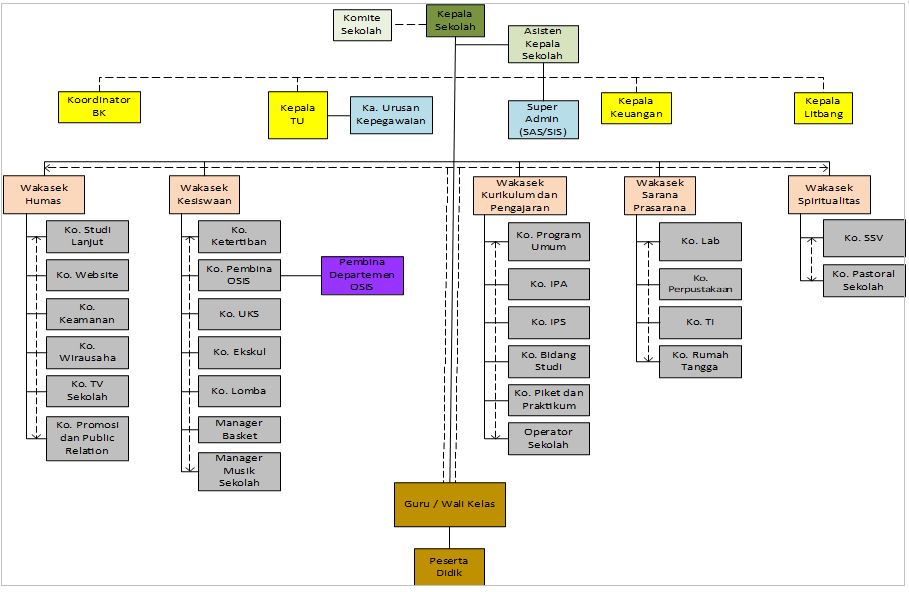 Komite
Sekolah
Kepala
Sekolah
Asisten
Kepala
Sekolah
Koordinator
BK
Kepala
TU
Ka. Urusan
Kepegawaian
Super
Admin
(SAS/SIS)
Kepala
Keuangan
Kepala
Litbang
Wakasek
Humas
Wakasek
Kesiswaan
Wakasek
Kurikulum dan
Pengajaran
Wakasek
Sarana
Prasarana
Wakasek
Spiritualitas
Ko. Studi
Lanjut
Ko. Website
Ko.
Keamanan
Ko.
Wirausaha
Ko. TV
Sekolah
Ko. Promosi
dan Public
Relation
Ko.
Ketertiban
Ko. Pembina
OSIS
Pembina
Departemen
OSIS
Ko. UKS
Ko. Ekskul
Ko. Lomba
Manager
Basket
Manager
Musik
Sekolah
Ko. Program
Umum
Ko. IPA
Ko. IPS
Ko. Bidang
Studi
Ko. Piket dan
Praktikum
Operator
Sekolah
Ko. Lab
Ko.
Perpustakaan
Ko. TI
Ko. Rumah
Tangga
Ko. SSV
Ko. Pastoral
Sekolah
Guru / Wali Kelas
Peserta
Didik